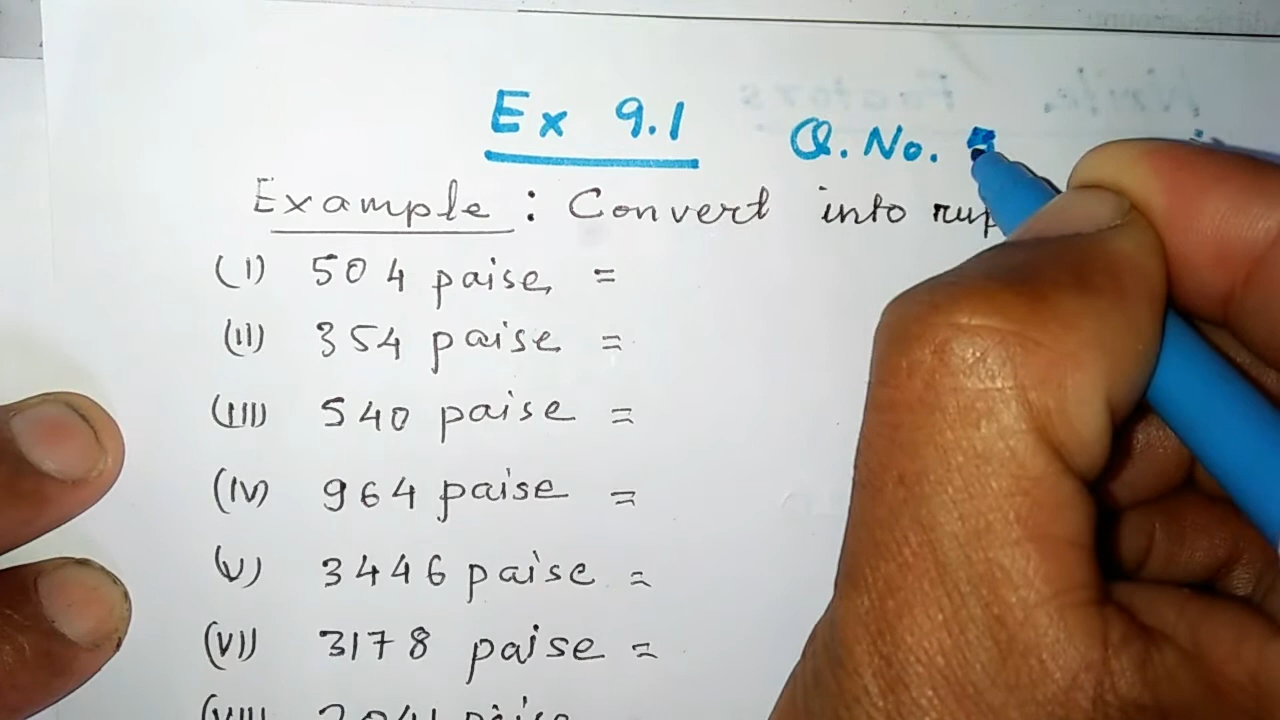 Ex 9.1 Q. No.
Example : Convert into
(I) 504 paise =
(II) 354 paise =
(III) 540 paise =
(IV) 964 paise =
(V) 3446 paise =
(VI) 3178 paise =
paise